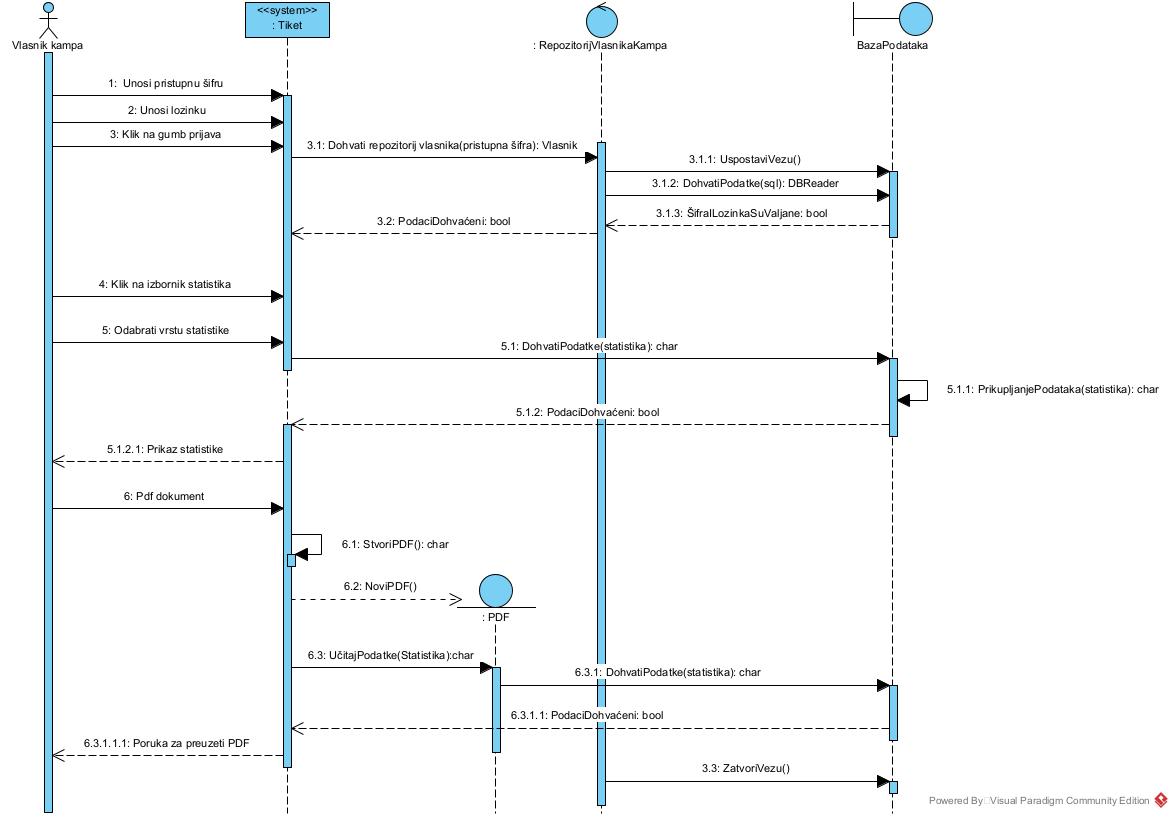 <<system>>
: Tiket
Vlasnik kampa
: RepozitorijVlasnikaKampa
BazaPodataka
1: Unosi pristupnu šifru
2: Unosi lozinku
3: Klik na gumb prijava
3.1: Dohvati repozitorij vlasnika(pristupna šifra): Vlasnik
3.1.1: UspostaviVezu()
3.1.2: DohvatiPodatke(sql): DBReader
3.1.3: ŠifraILozinkaSuValjane: bool
3.2: PodaciDohvaćeni: bool
4: Klik na izbornik statistika
5: Odabrati vrstu statistike
5.1: DohvatiPodatke(statistika): char
5.1.1: PrikupljanjePodataka(statistika): char
5.1.2: PodaciDohvaćeni: bool
5.1.2.1: Prikaz statistike
6: Pdf dokument
6.1: StvoriPDF(): char
6.2: NoviPDF()
: PDF
6.3: UčitajPodatke(Statistika):char
6.3.1: DohvatiPodatke(statistika): char
6.3.1.1: PodaciDohvaćeni: bool
6.3.1.1.1: Poruka za preuzeti PDF
3.3: ZatvoriVezu()
Powered By Visual Paradigm Community Edition